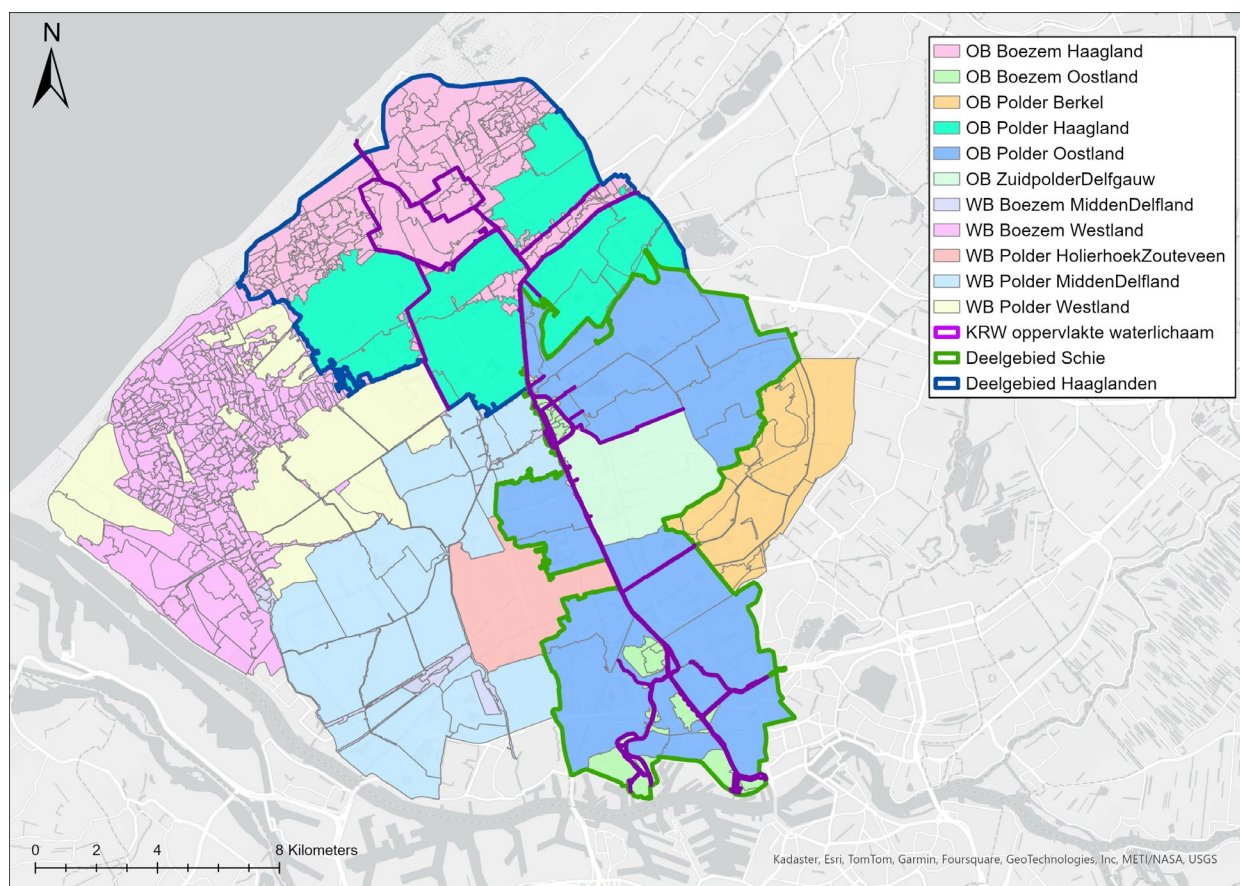 N
OB Boezem Haagland
OB Boezem Oostland
OB Polder Berkel
OB Polder Haagland
OB Polder Oostland
OB ZuidpolderDelfgauw
WB Boezem MiddenDelfland
WB Boezem Westland
WB Polder HolierhoekZouteveen
WB Polder MiddenDelfland
WB Polder Westland
KRW oppervlakte waterlichaam
Deelgebied Schie
Deelgebied Haaglanden
0 2 4 8 Kilometers
Kadaster, Esri, TomTom, Garmin, Foursquare, GeoTechnologies, Inc, METI/NASA, USGS